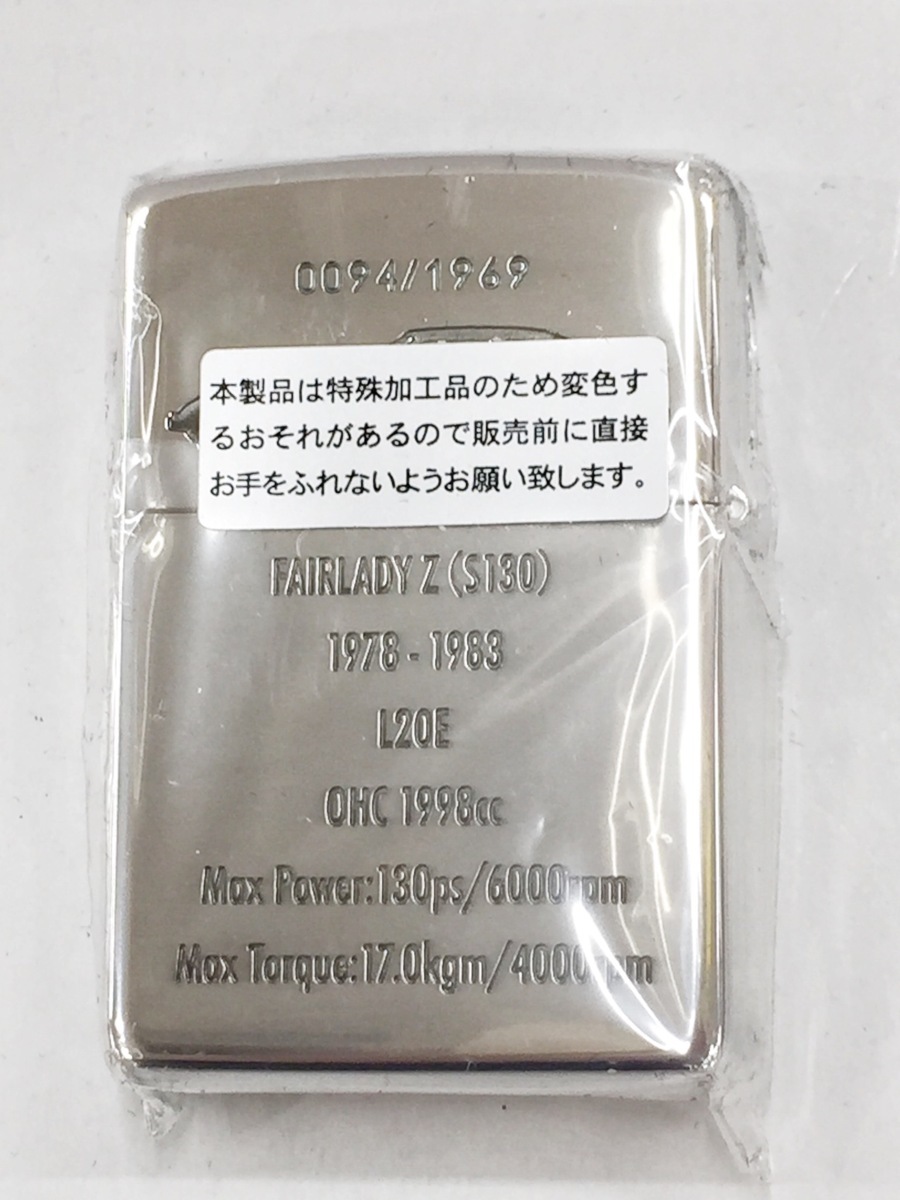 0094/1969
本製品は特殊加工品のため変色す
るおそれがあるので販売前に直接
お手をふれないようお願い致します。
FAIRLADY Z (S130)
1978 - 1983
L20E
OHC 1998cc
Max Power:130ps/6000rpm
Max Torque:17.0kgm/4000rpm